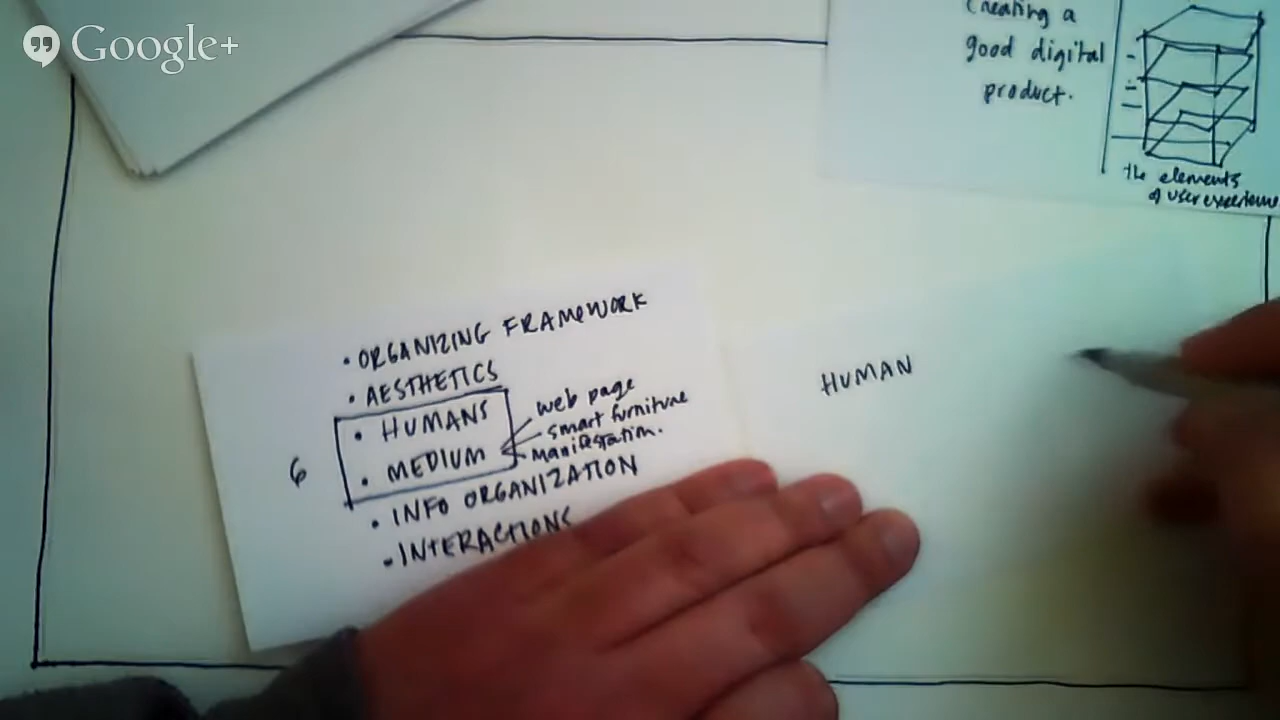 Google+
Creating a
good digital
product.
the elements
of user experience
• ORGANIZING FRAMEWORK
• AESTHETICS
• HUMANS
• MEDIUM
web page
smart furniture
manifestation.
6
• INFO ORGANIZATION
• INTERACTIONS
HUMAN